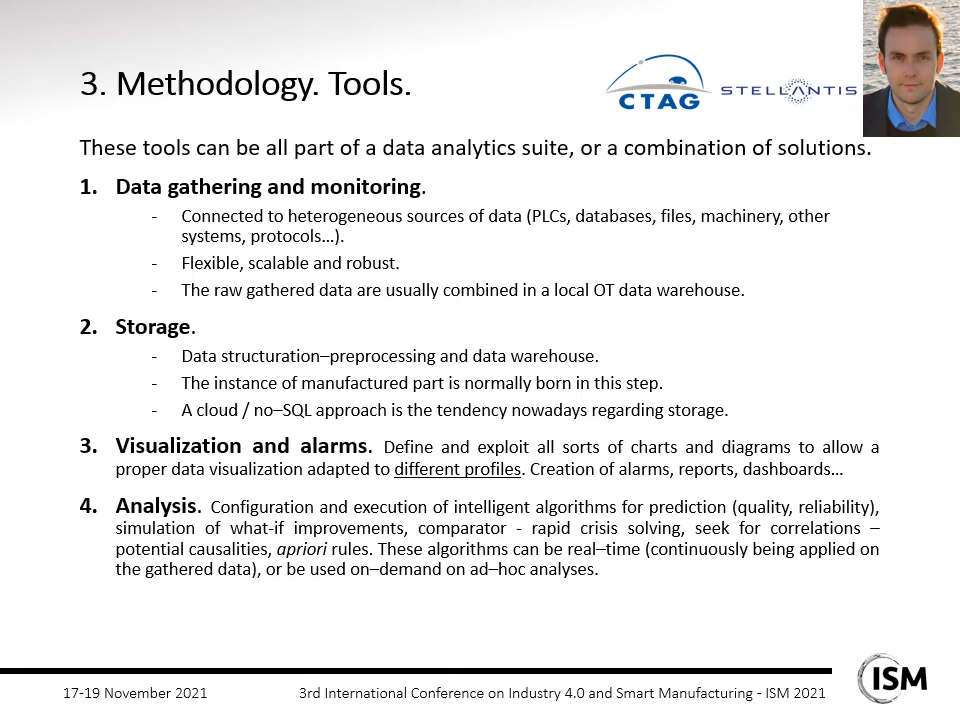 3. Methodology. Tools.
CTAG
STELLANTIS
These tools can be all part of a data analytics suite, or a combination of solutions.
1. Data gathering and monitoring.
- Connected to heterogeneous sources of data (PLCs, databases, files, machinery, other
systems, protocols…).
- Flexible, scalable and robust.
- The raw gathered data are usually combined in a local OT data warehouse.
2. Storage.
- Data structuration–preprocessing and data warehouse.
- The instance of manufactured part is normally born in this step.
- A cloud / no–SQL approach is the tendency nowadays regarding storage.
3. Visualization and alarms. Define and exploit all sorts of charts and diagrams to allow a
proper data visualization adapted to different profiles. Creation of alarms, reports, dashboards…
4. Analysis. Configuration and execution of intelligent algorithms for prediction (quality, reliability),
simulation of what-if improvements, comparator - rapid crisis solving, seek for correlations –
potential causalities, apriori rules. These algorithms can be real–time (continuously being applied on
the gathered data), or be used on–demand on ad–hoc analyses.
17-19 November 2021
3rd International Conference on Industry 4.0 and Smart Manufacturing - ISM 2021
ISM